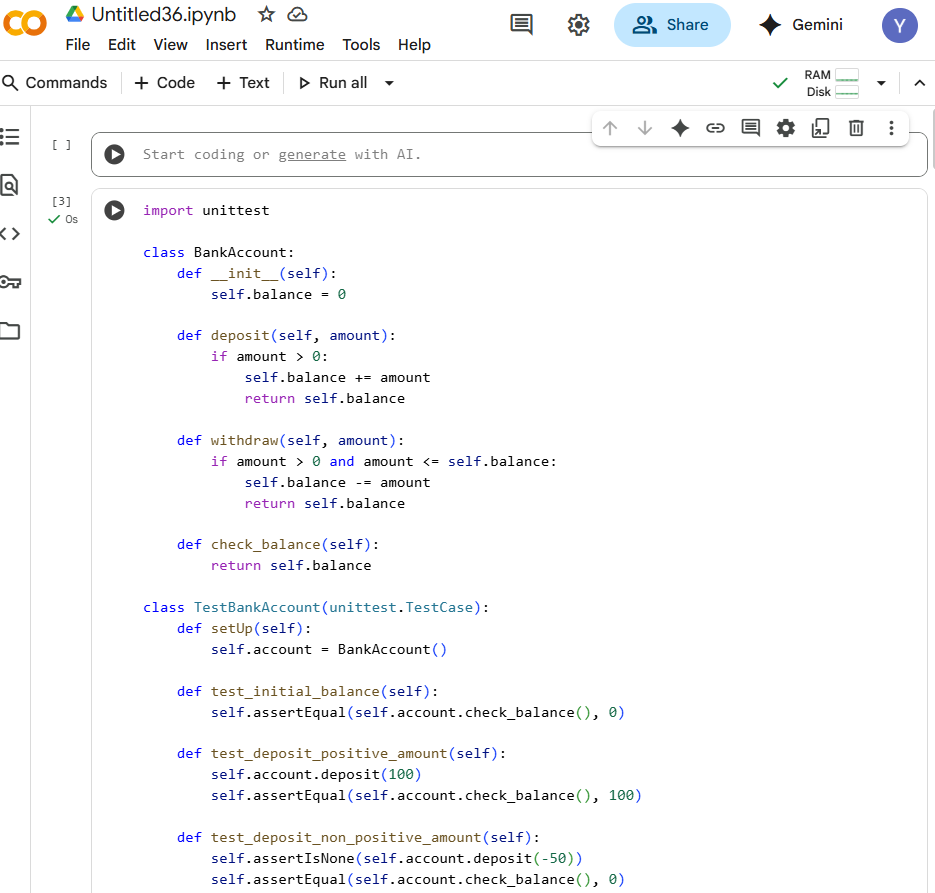 Untitled36.ipynb
File Edit View Insert Runtime Tools Help
Share
Gemini
Y
Commands + Code + Text Run all
RAM
Disk
[ ]
Start coding or generate with AI.
[3]
0s
import unittest
class BankAccount:
    def __init__(self):
        self.balance = 0
    def deposit(self, amount):
        if amount > 0:
            self.balance += amount
            return self.balance
    def withdraw(self, amount):
        if amount > 0 and amount <= self.balance:
            self.balance -= amount
            return self.balance
    def check_balance(self):
        return self.balance
class TestBankAccount(unittest.TestCase):
    def setUp(self):
        self.account = BankAccount()
    def test_initial_balance(self):
        self.assertEqual(self.account.check_balance(), 0)
    def test_deposit_positive_amount(self):
        self.account.deposit(100)
        self.assertEqual(self.account.check_balance(), 100)
    def test_deposit_non_positive_amount(self):
        self.assertIsNone(self.account.deposit(-50))
        self.assertEqual(self.account.check_balance(), 0)